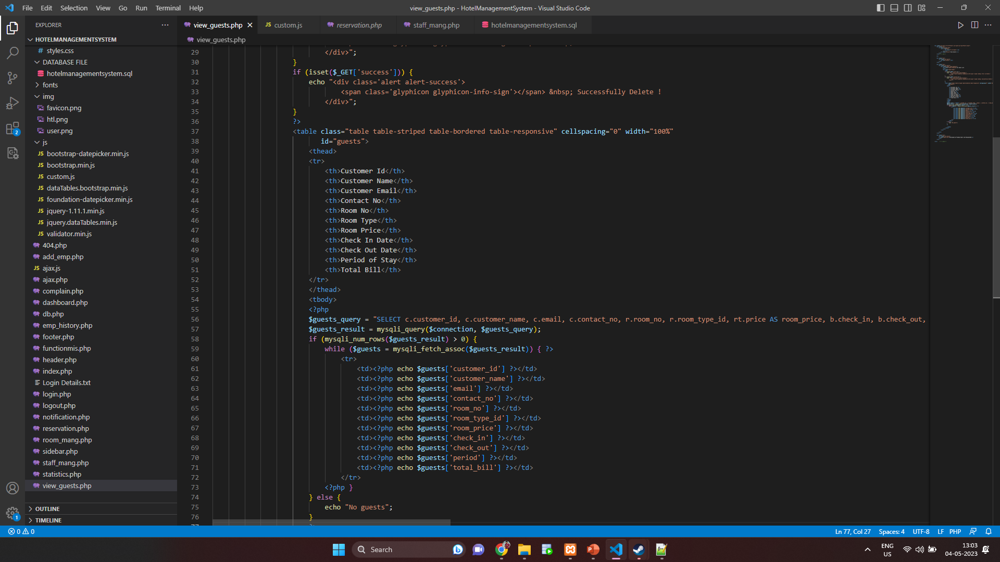 File Edit Selection View Go Run Terminal Help
view_guests.php - HotelManagementSystem - Visual Studio Code
EXPLORER
HOTELMANAGEMENTSYSTEM
# styles.css
DATABASE FILE
hotelmanagementsystem.sql
fonts
img
favicon.png
htl.png
user.png
js
JS bootstrap-datepicker.min.js
JS bootstrap.min.js
JS custom.js
JS dataTables.bootstrap.min.js
JS foundation-datepicker.min.js
JS jquery-1.11.1.min.js
JS jquery.dataTables.min.js
JS validator.min.js
404.php
add_emp.php
JS ajax.js
ajax.php
complain.php
dashboard.php
db.php
emp_history.php
footer.php
functionmis.php
header.php
index.php
Login Details.txt
login.php
logout.php
notification.php
reservation.php
room_mang.php
sidebar.php
staff_mang.php
statistics.php
view_guests.php
OUTLINE
TIMELINE
2
1
view_guests.php JS custom.js reservation.php staff_mang.php hotelmanagementsystem.sql
view_guests.php
29 </div>";
30 }
31 if (isset($_GET['success'])) {
32 echo "<div class='alert alert-success'>
33 <span class='glyphicon glyphicon-info-sign'></span> &nbsp; Successfully Delete !
34 </div>";
35 }
36 ?>
37 <table class="table table-striped table-bordered table-responsive" cellspacing="0" width="100%"
38 id="guests">
39 <thead>
40 <tr>
41 <th>Customer Id</th>
42 <th>Customer Name</th>
43 <th>Customer Email</th>
44 <th>Contact No</th>
45 <th>Room No</th>
46 <th>Room Type</th>
47 <th>Room Price</th>
48 <th>Check In Date</th>
49 <th>Check Out Date</th>
50 <th>Period of Stay</th>
51 <th>Total Bill</th>
52 </tr>
53 </thead>
54 <tbody>
55 <?php
56 $guests_query = "SELECT c.customer_id, c.customer_name, c.email, c.contact_no, r.room_no, r.room_type_id, rt.price AS room_price, b.check_in, b.check_out,
57 $guests_result = mysqli_query($connection, $guests_query);
58 if (mysqli_num_rows($guests_result) > 0) {
59 while ($guests = mysqli_fetch_assoc($guests_result)) { ?>
60 <tr>
61 <td><?php echo $guests['customer_id'] ?></td>
62 <td><?php echo $guests['customer_name'] ?></td>
63 <td><?php echo $guests['email'] ?></td>
64 <td><?php echo $guests['contact_no'] ?></td>
65 <td><?php echo $guests['room_no'] ?></td>
66 <td><?php echo $guests['room_type_id'] ?></td>
67 <td><?php echo $guests['room_price'] ?></td>
68 <td><?php echo $guests['check_in'] ?></td>
69 <td><?php echo $guests['check_out'] ?></td>
70 <td><?php echo $guests['period'] ?></td>
71 <td><?php echo $guests['total_bill'] ?></td>
72 </tr>
73 <?php }
74 } else {
75 echo "No guests";
76 }
0 0
Ln 77, Col 27 Spaces: 4 UTF-8 LF PHP
Search
ENG
US
13:03
04-05-2023